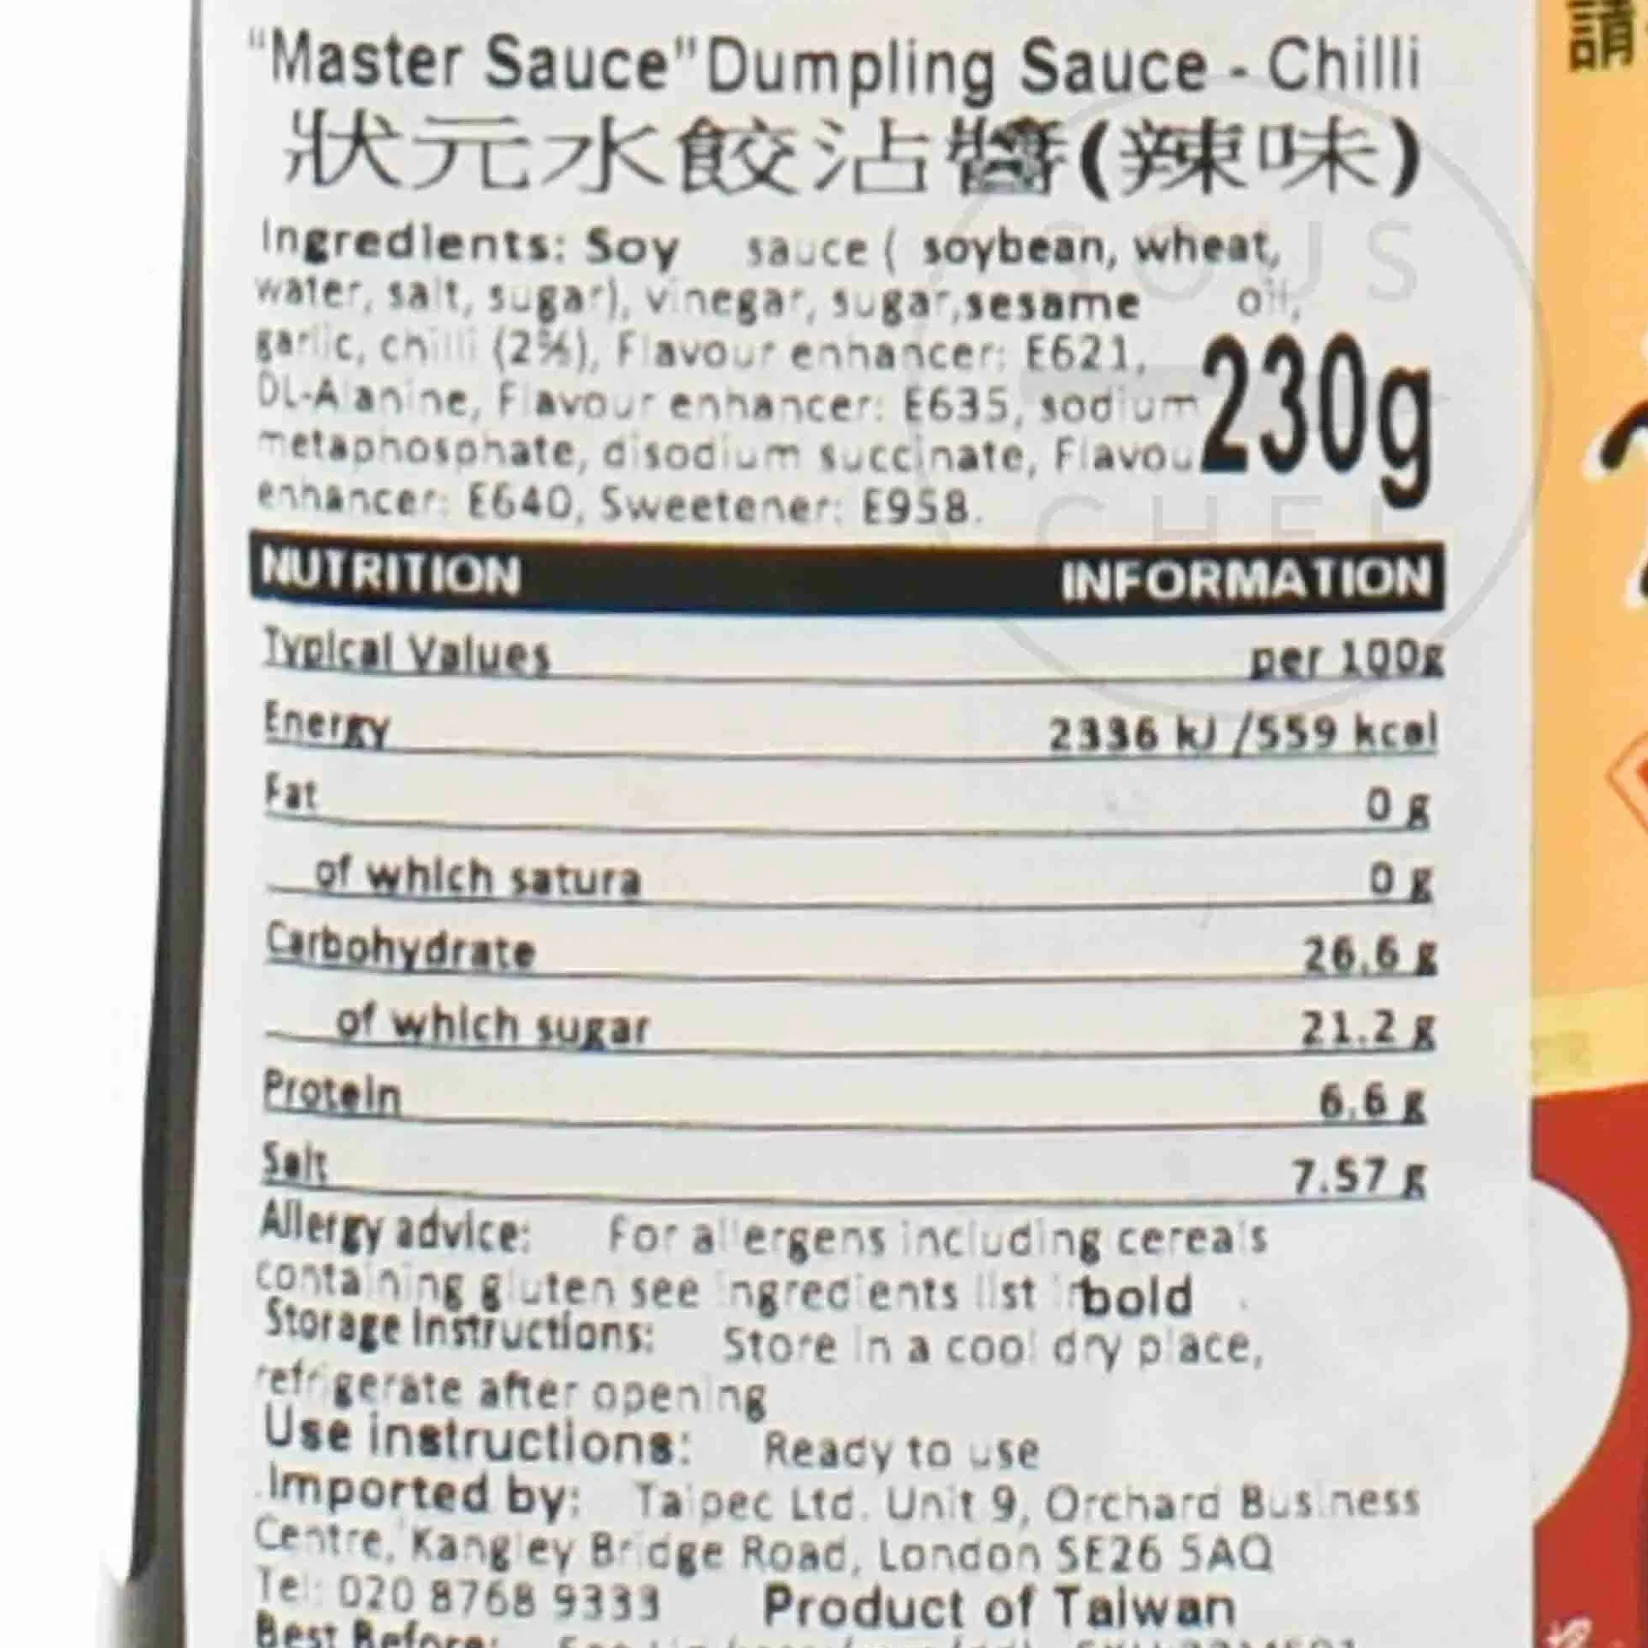 請
"Master Sauce" Dumpling Sauce - Chilli
狀元水餃沾醬(辣味)
Ingredients: Soy sauce ( soybean, wheat,
water, salt, sugar), vinegar, sugar,sesame oil,
garlic, chilli (2%), Flavour enhancer: E621,
DL-Alanine, Flavour enhancer: E635, sodium
metaphosphate, disodium succinate, Flavou
enhancer: E640, Sweetener: E958.
230g
SOUS
CHEF
NUTRITION INFORMATION
Typical Values per 100g
Energy 2336 kJ /559 kcal
Fat 0 g
of which satura 0 g
Carbohydrate 26.6 g
of which sugar 21.2 g
Protein 6.6 g
Salt 7.57 g
Allergy advice: For allergens including cereals
containing gluten see ingredients list in bold
Storage Instructions: Store in a cool dry place,
refrigerate after opening
Use instructions: Ready to use
Imported by: Taipec Ltd. Unit 9, Orchard Business
Centre, Kangley Bridge Road, London SE26 5AQ
Tel: 020 8768 9333 Product of Taiwan
Best Before: